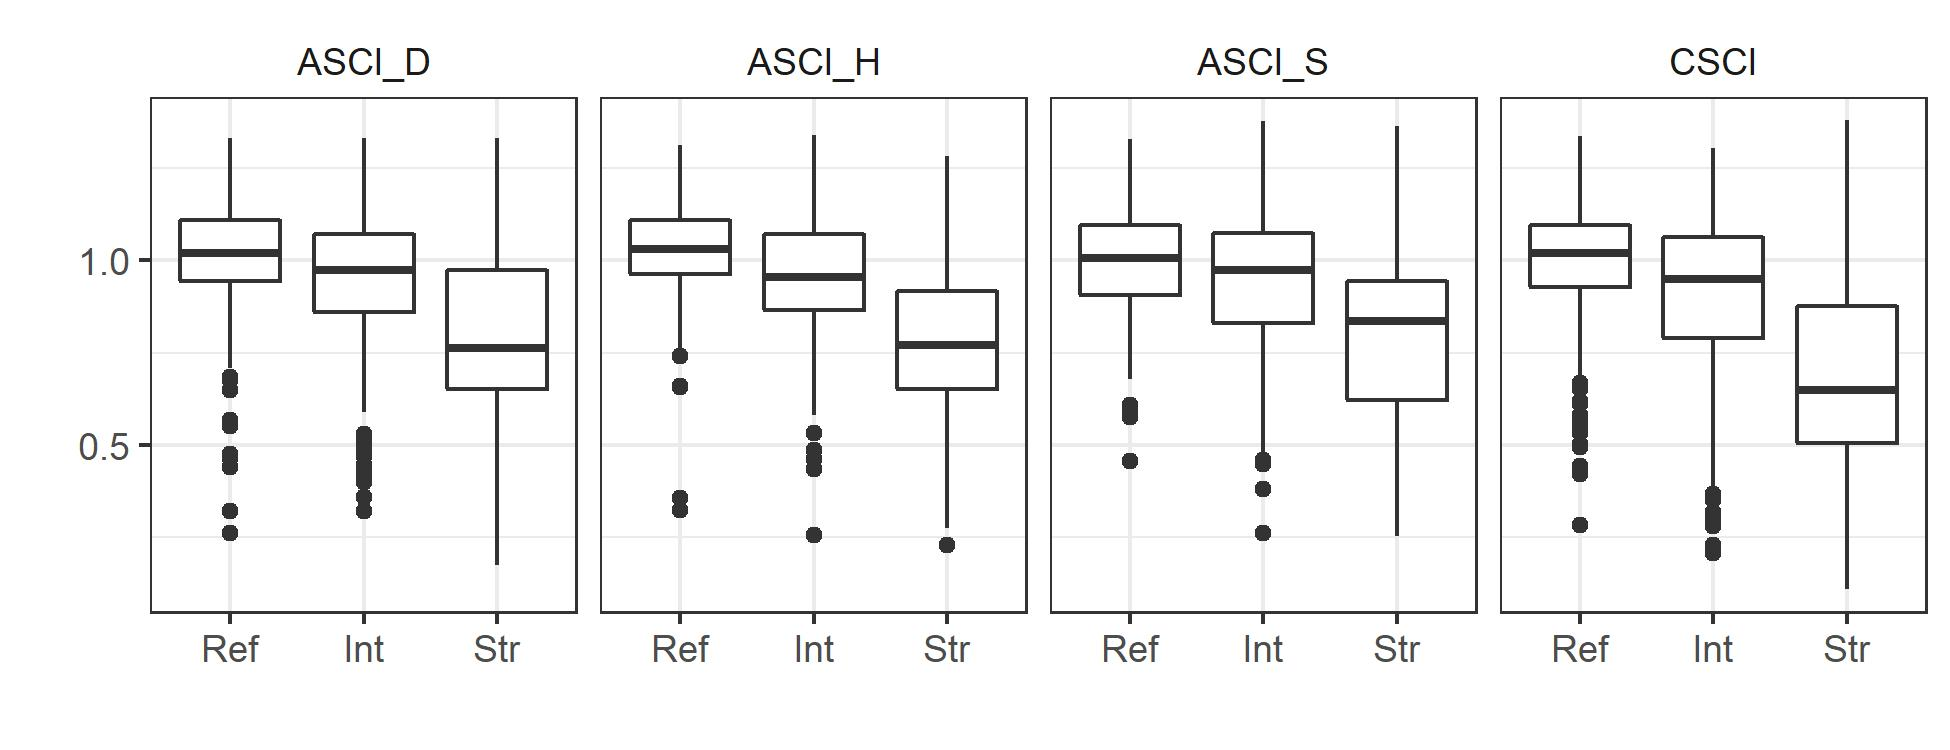 ASCI_D ASCI_H ASCI_S CSCI
1.0
0.5
Ref Int Str Ref Int Str Ref Int Str Ref Int Str